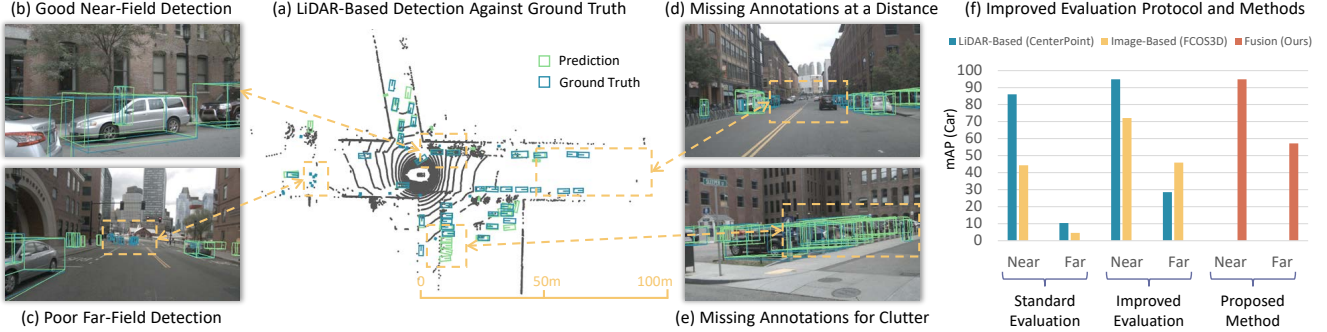 (b) Good Near-Field Detection
(a) LiDAR-Based Detection Against Ground Truth
(d) Missing Annotations at a Distance
(f) Improved Evaluation Protocol and Methods
Prediction
Ground Truth
0
50m
100m
(c) Poor Far-Field Detection
(e) Missing Annotations for Clutter
LiDAR-Based (CenterPoint)
Image-Based (FCOS3D)
Fusion (Ours)
mAP (Car)
100
90
80
70
60
50
40
30
20
10
0
Near Far Near Far Near Far
Standard Evaluation
Improved Evaluation
Proposed Method